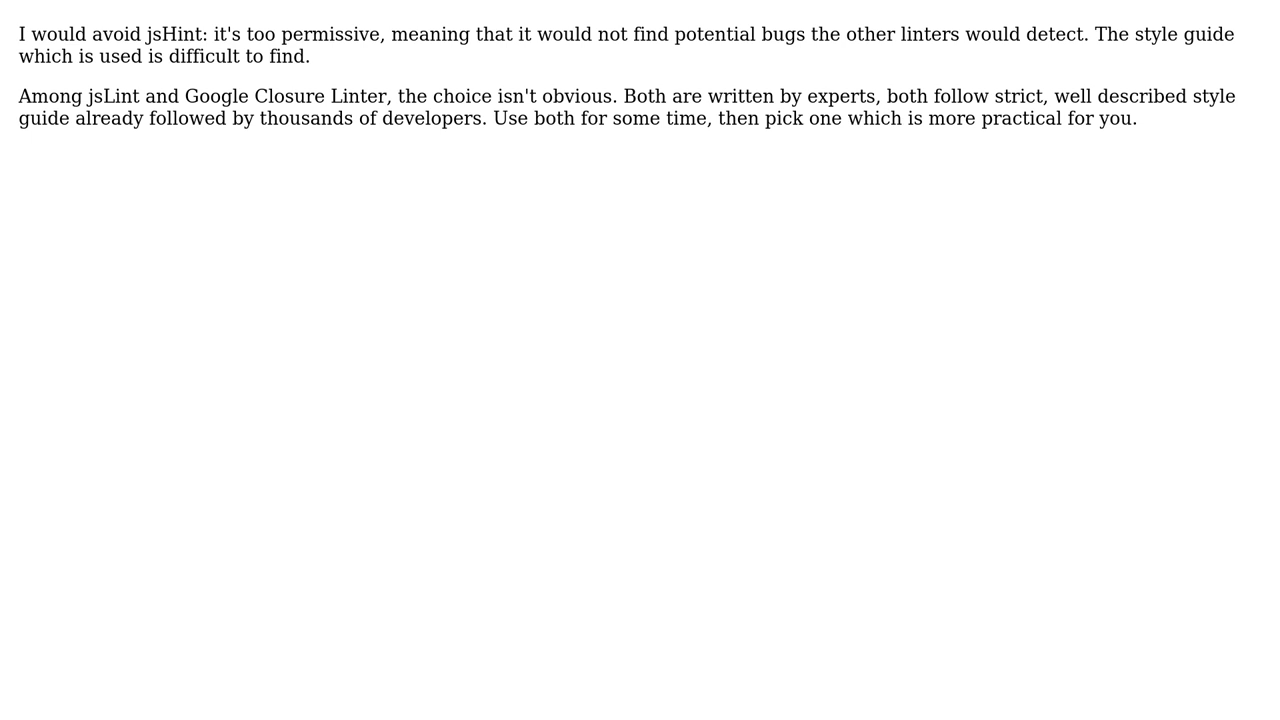 I would avoid jsHint: it's too permissive, meaning that it would not find potential bugs the other linters would detect. The style guide
which is used is difficult to find.
Among jsLint and Google Closure Linter, the choice isn't obvious. Both are written by experts, both follow strict, well described style
guide already followed by thousands of developers. Use both for some time, then pick one which is more practical for you.